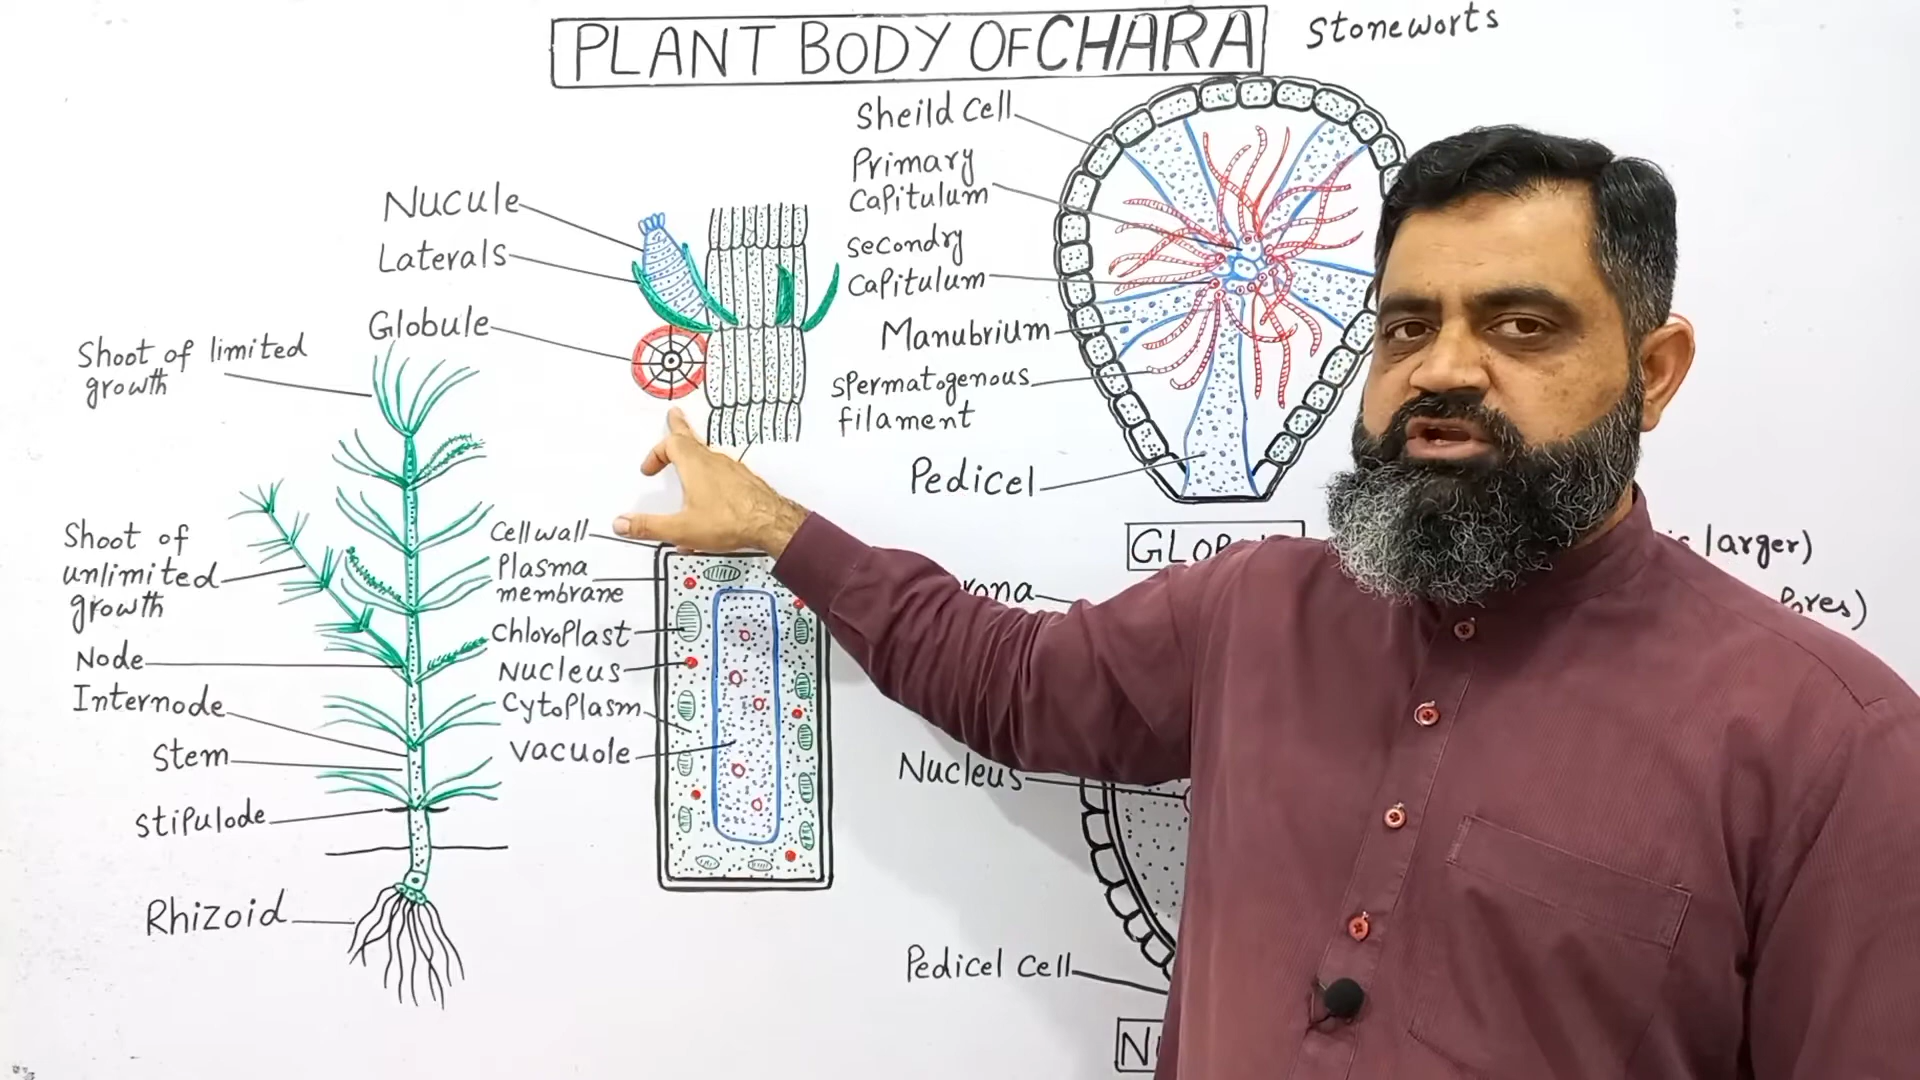 PLANT BODY OF CHARA
Stoneworts
Nucule
Laterals
Globule
Shoot of limited
growth
Shoot of
unlimited
growth
Node
Internode
Stem
Stipulode
Rhizoid
Cell wall
Plasma
membrane
Chloroplast
Nucleus
Cytoplasm
Vacuole
Sheild Cell
Primary
Capitulum
Secondry
Capitulum
Manubrium
Spermatogenous
filament
Pedicel
larger)
Nucleus
Pedicel Cell